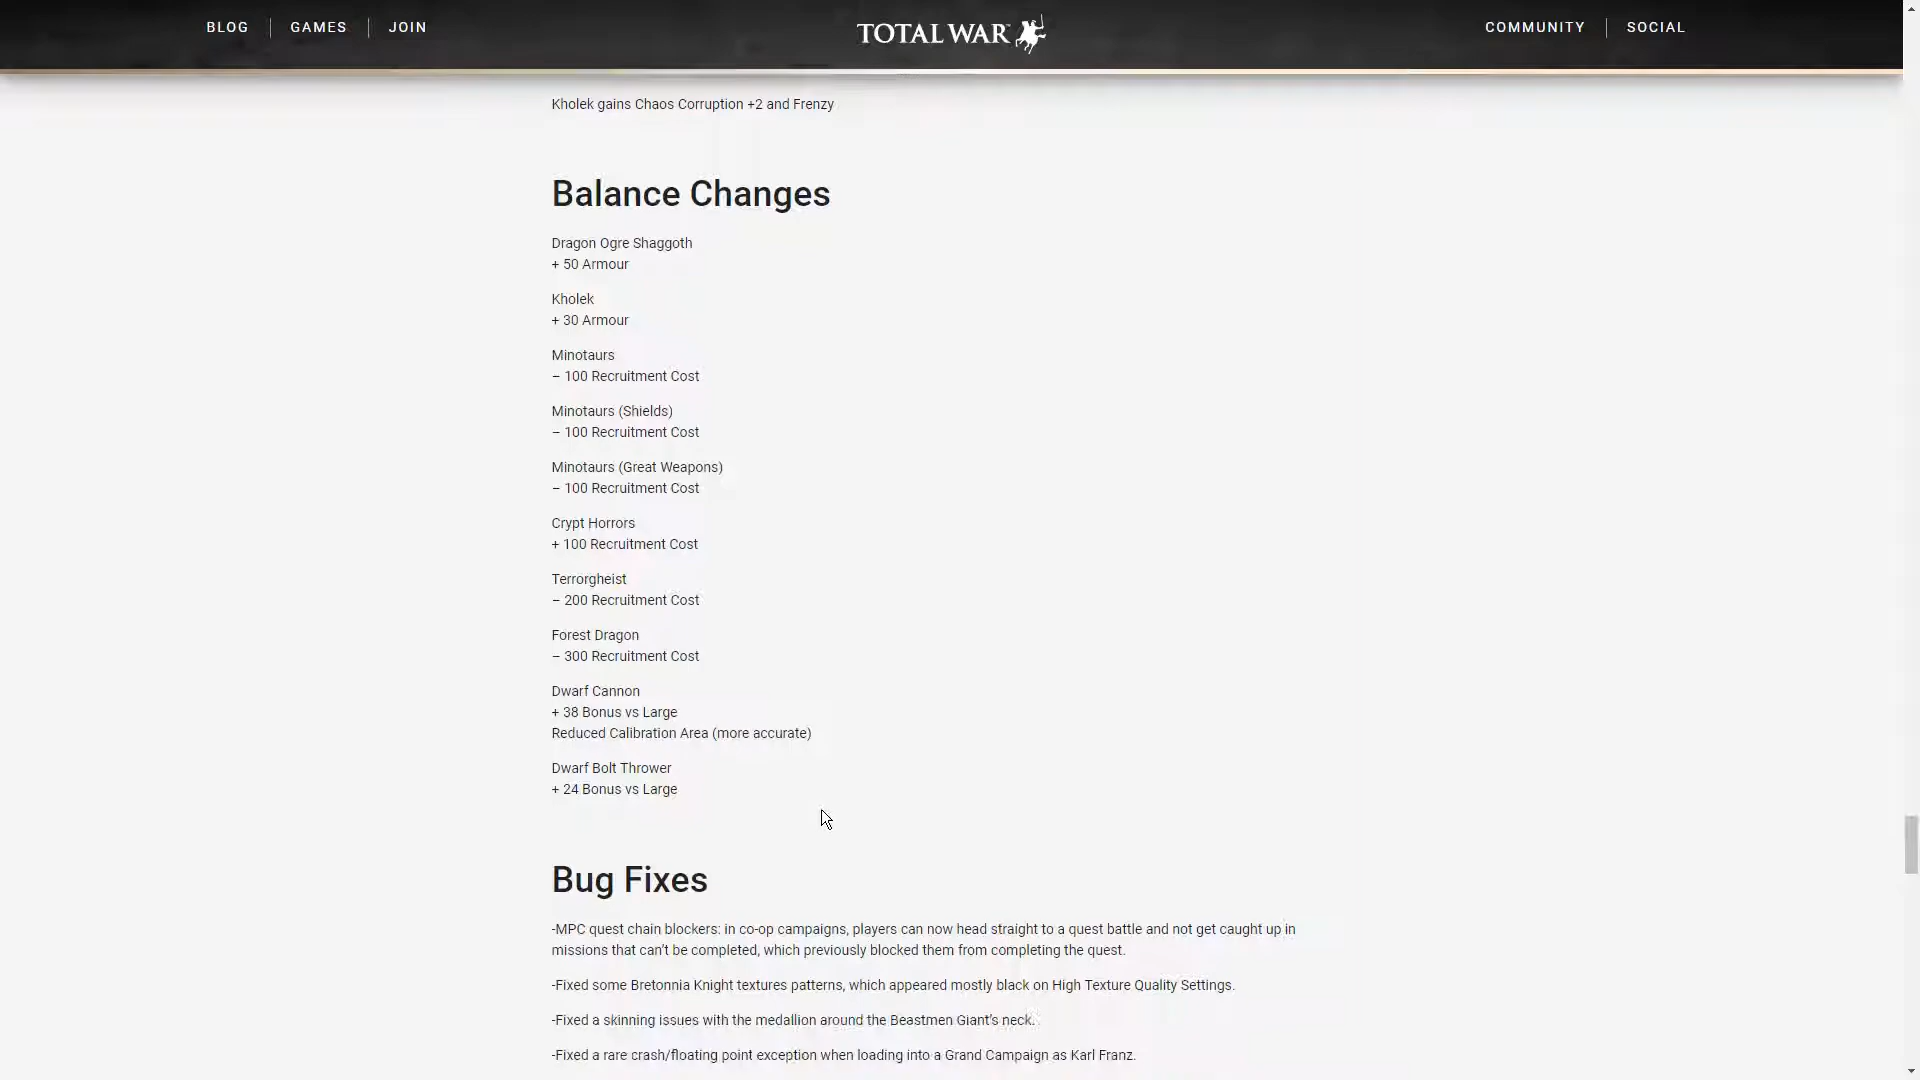 BLOG
GAMES
JOIN
TOTAL WAR
COMMUNITY
SOCIAL
Kholek gains Chaos Corruption +2 and Frenzy
Balance Changes
Dragon Ogre Shaggoth
+ 50 Armour
Kholek
+ 30 Armour
Minotaurs
– 100 Recruitment Cost
Minotaurs (Shields)
– 100 Recruitment Cost
Minotaurs (Great Weapons)
– 100 Recruitment Cost
Crypt Horrors
+ 100 Recruitment Cost
Terrorgheist
– 200 Recruitment Cost
Forest Dragon
– 300 Recruitment Cost
Dwarf Cannon
+ 38 Bonus vs Large
Reduced Calibration Area (more accurate)
Dwarf Bolt Thrower
+ 24 Bonus vs Large
Bug Fixes
-MPC quest chain blockers: in co-op campaigns, players can now head straight to a quest battle and not get caught up in
missions that can’t be completed, which previously blocked them from completing the quest.
-Fixed some Bretonnia Knight textures patterns, which appeared mostly black on High Texture Quality Settings.
-Fixed a skinning issues with the medallion around the Beastmen Giant’s neck.
-Fixed a rare crash/floating point exception when loading into a Grand Campaign as Karl Franz.